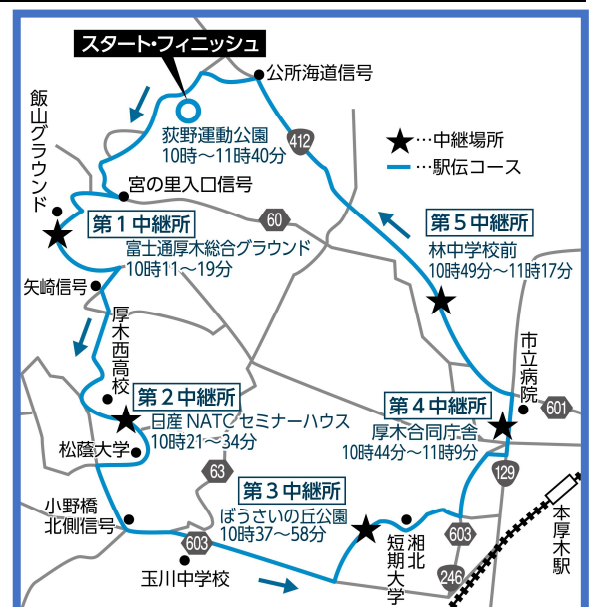 スタート・フィニッシュ
公所海道信号
飯山グラウンド
荻野運動公園
10時～11時40分
412
★…中継場所
…駅伝コース
宮の里入口信号
第1中継所
富士通厚木総合グラウンド
10時11～19分
60
第5中継所
林中学校前
10時49分～11時17分
矢崎信号
厚木西高校
市立病院
第2中継所
日産NATCセミナーハウス
10時21～34分
第4中継所
厚木合同庁舎
10時44分～11時9分
601
松蔭大学
63
129
小野橋
北側信号
第3中継所
ぼうさいの丘公園
10時37～58分
603
湘北
短期大学
603
本厚木駅
玉川中学校
246